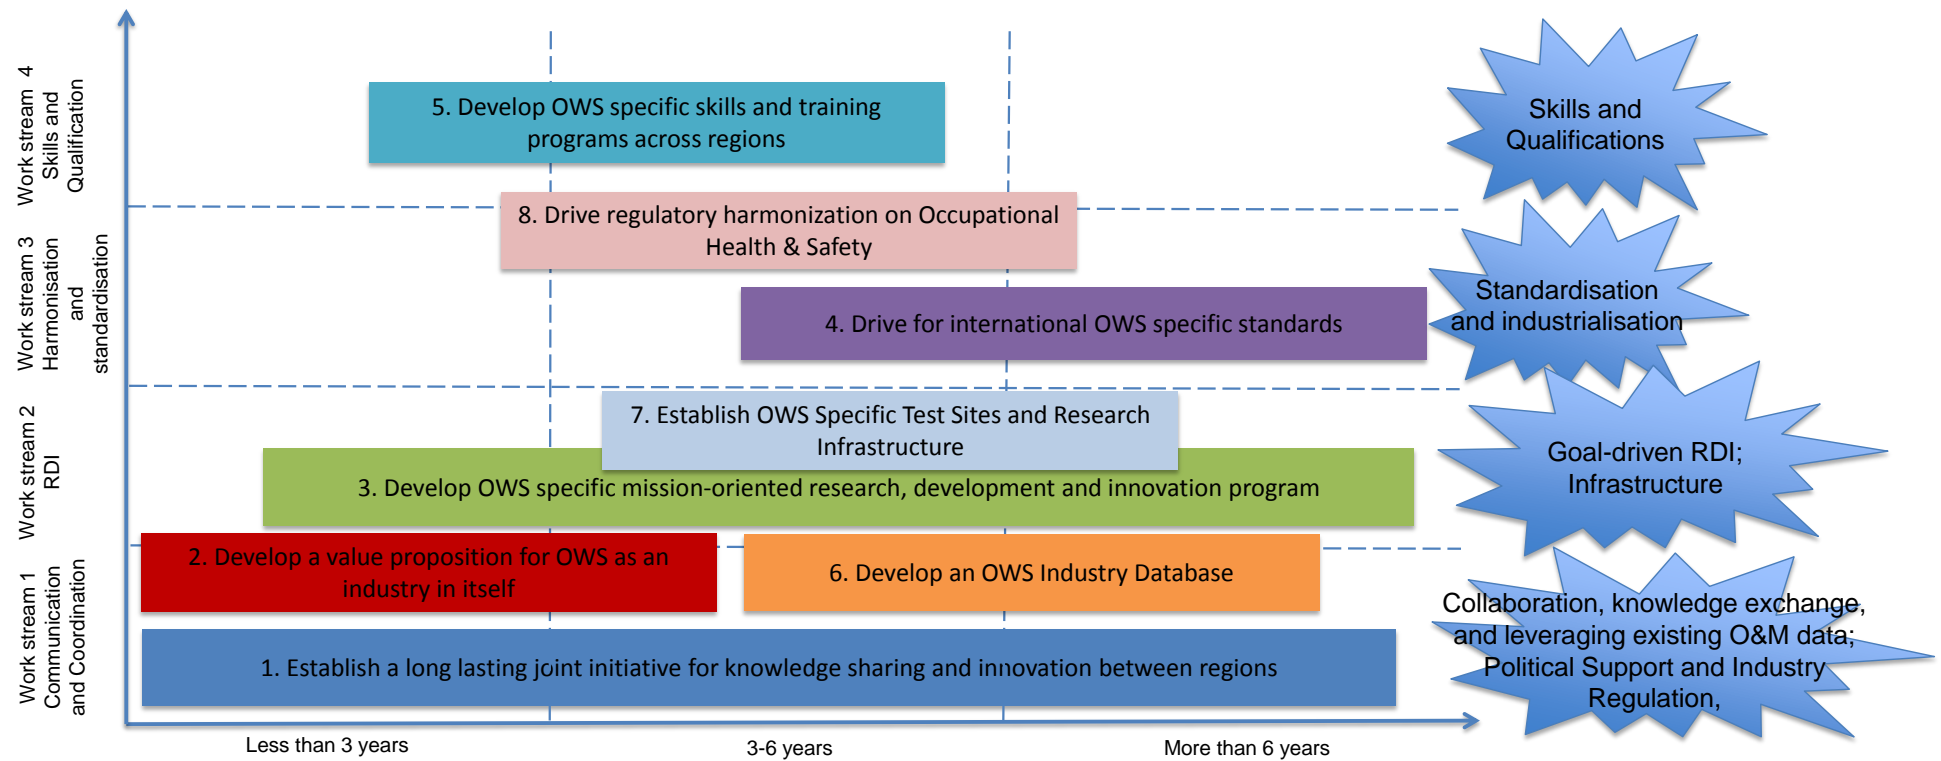 Work stream 4
Skills and
Qualification
5. Develop OWS specific skills and training
programs across regions
Skills and
Qualifications
Work stream 3
Harmonisation
and
standardisation
8. Drive regulatory harmonization on Occupational
Health & Safety
4. Drive for international OWS specific standards
Standardisation
and industrialisation
Work stream 2
RDI
7. Establish OWS Specific Test Sites and Research
Infrastructure
3. Develop OWS specific mission-oriented research, development and innovation program
Goal-driven RDI;
Infrastructure
Work stream 1
Communication
and Coordination
2. Develop a value proposition for OWS as an
industry in itself
6. Develop an OWS Industry Database
1. Establish a long lasting joint initiative for knowledge sharing and innovation between regions
Collaboration, knowledge exchange,
and leveraging existing O&M data;
Political Support and Industry
Regulation,
Less than 3 years
3-6 years
More than 6 years